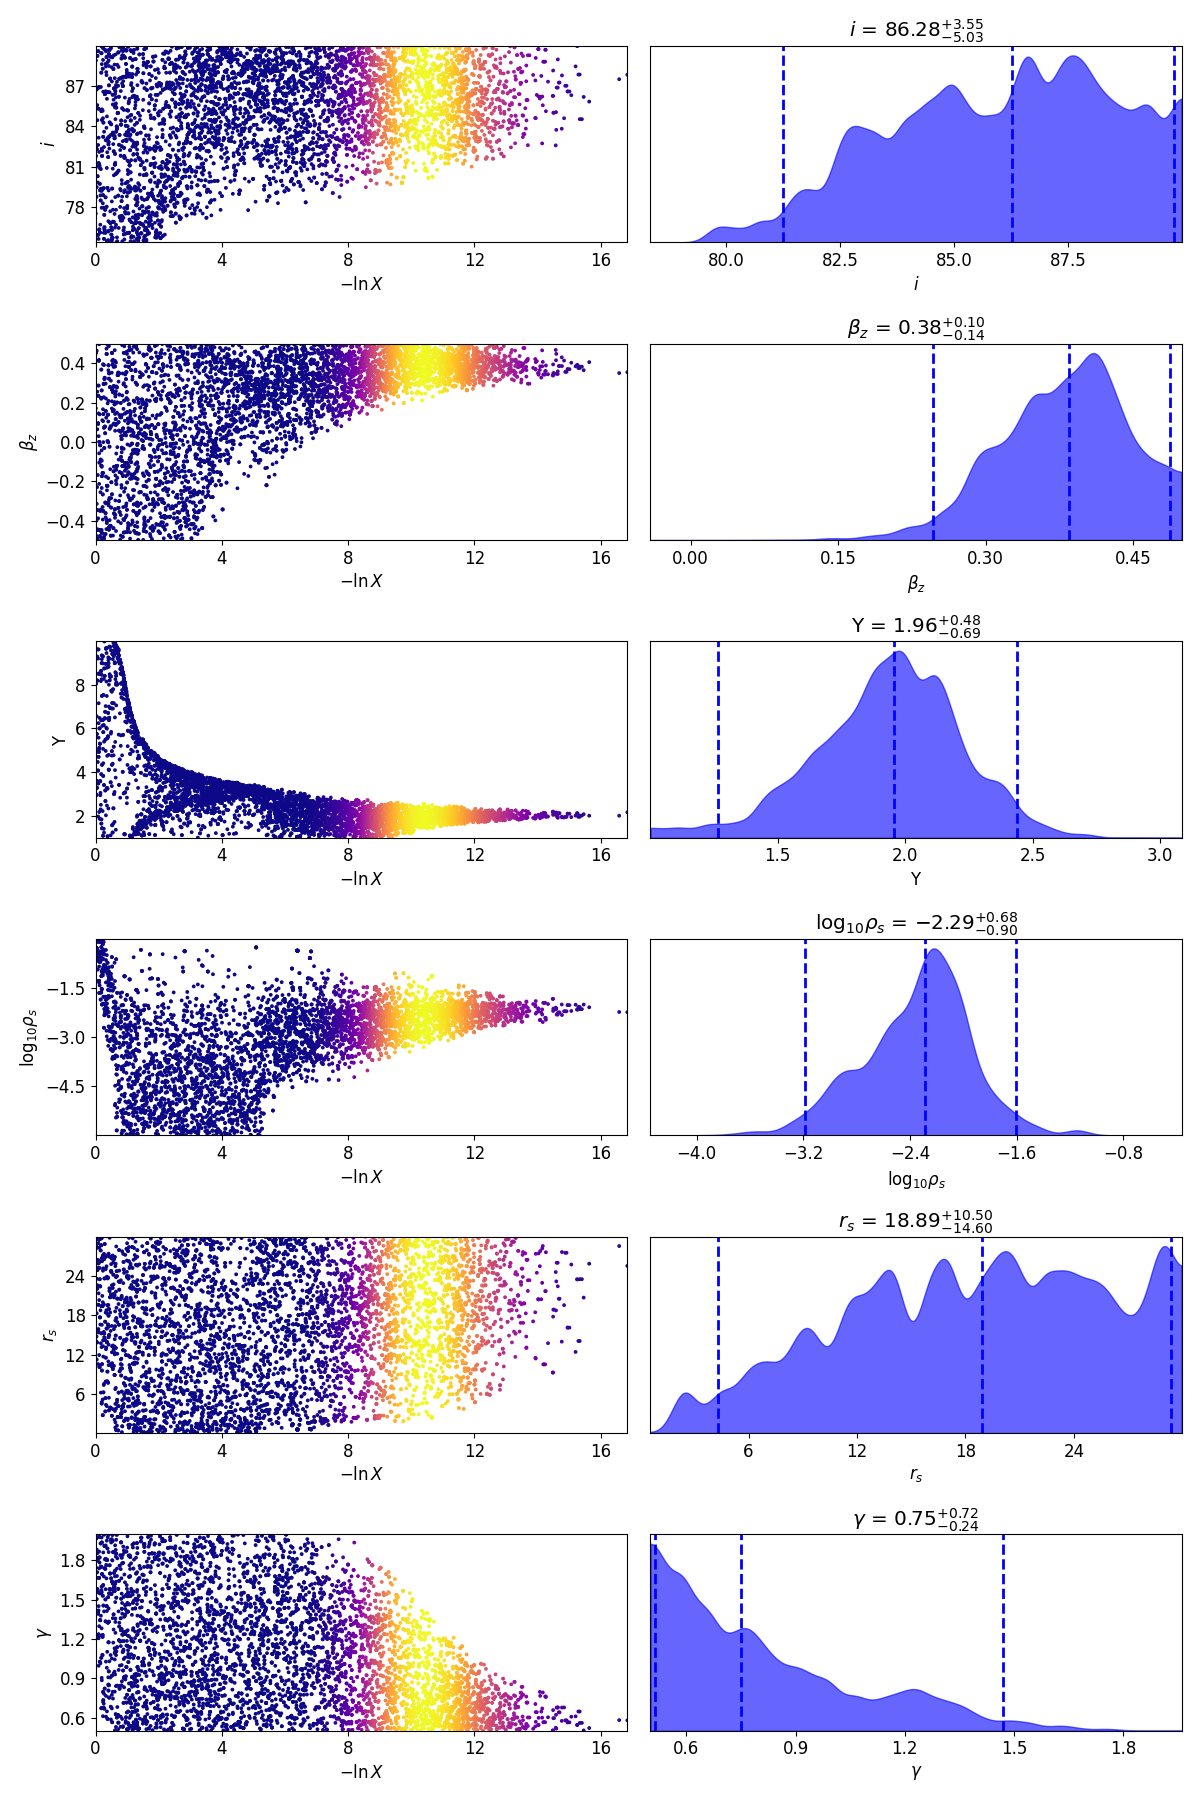 i = 86.28+3.55−5.03
87
84
81
78
i
0 4 8 12 16
−ln X
80.0 82.5 85.0 87.5
i
βz = 0.38+0.10−0.14
0.4
0.2
0.0
−0.2
−0.4
βz
0 4 8 12 16
−ln X
0.00 0.15 0.30 0.45
βz
Y = 1.96+0.48−0.69
8
6
4
2
Y
0 4 8 12 16
−ln X
1.5 2.0 2.5 3.0
Y
log10ρs = −2.29+0.68−0.90
−1.5
−3.0
−4.5
log10ρs
0 4 8 12 16
−ln X
−4.0 −3.2 −2.4 −1.6 −0.8
log10ρs
rs = 18.89+10.50−14.60
24
18
12
6
rs
0 4 8 12 16
−ln X
6 12 18 24
rs
γ = 0.75+0.72−0.24
1.8
1.5
1.2
0.9
0.6
γ
0 4 8 12 16
−ln X
0.6 0.9 1.2 1.5 1.8
γ